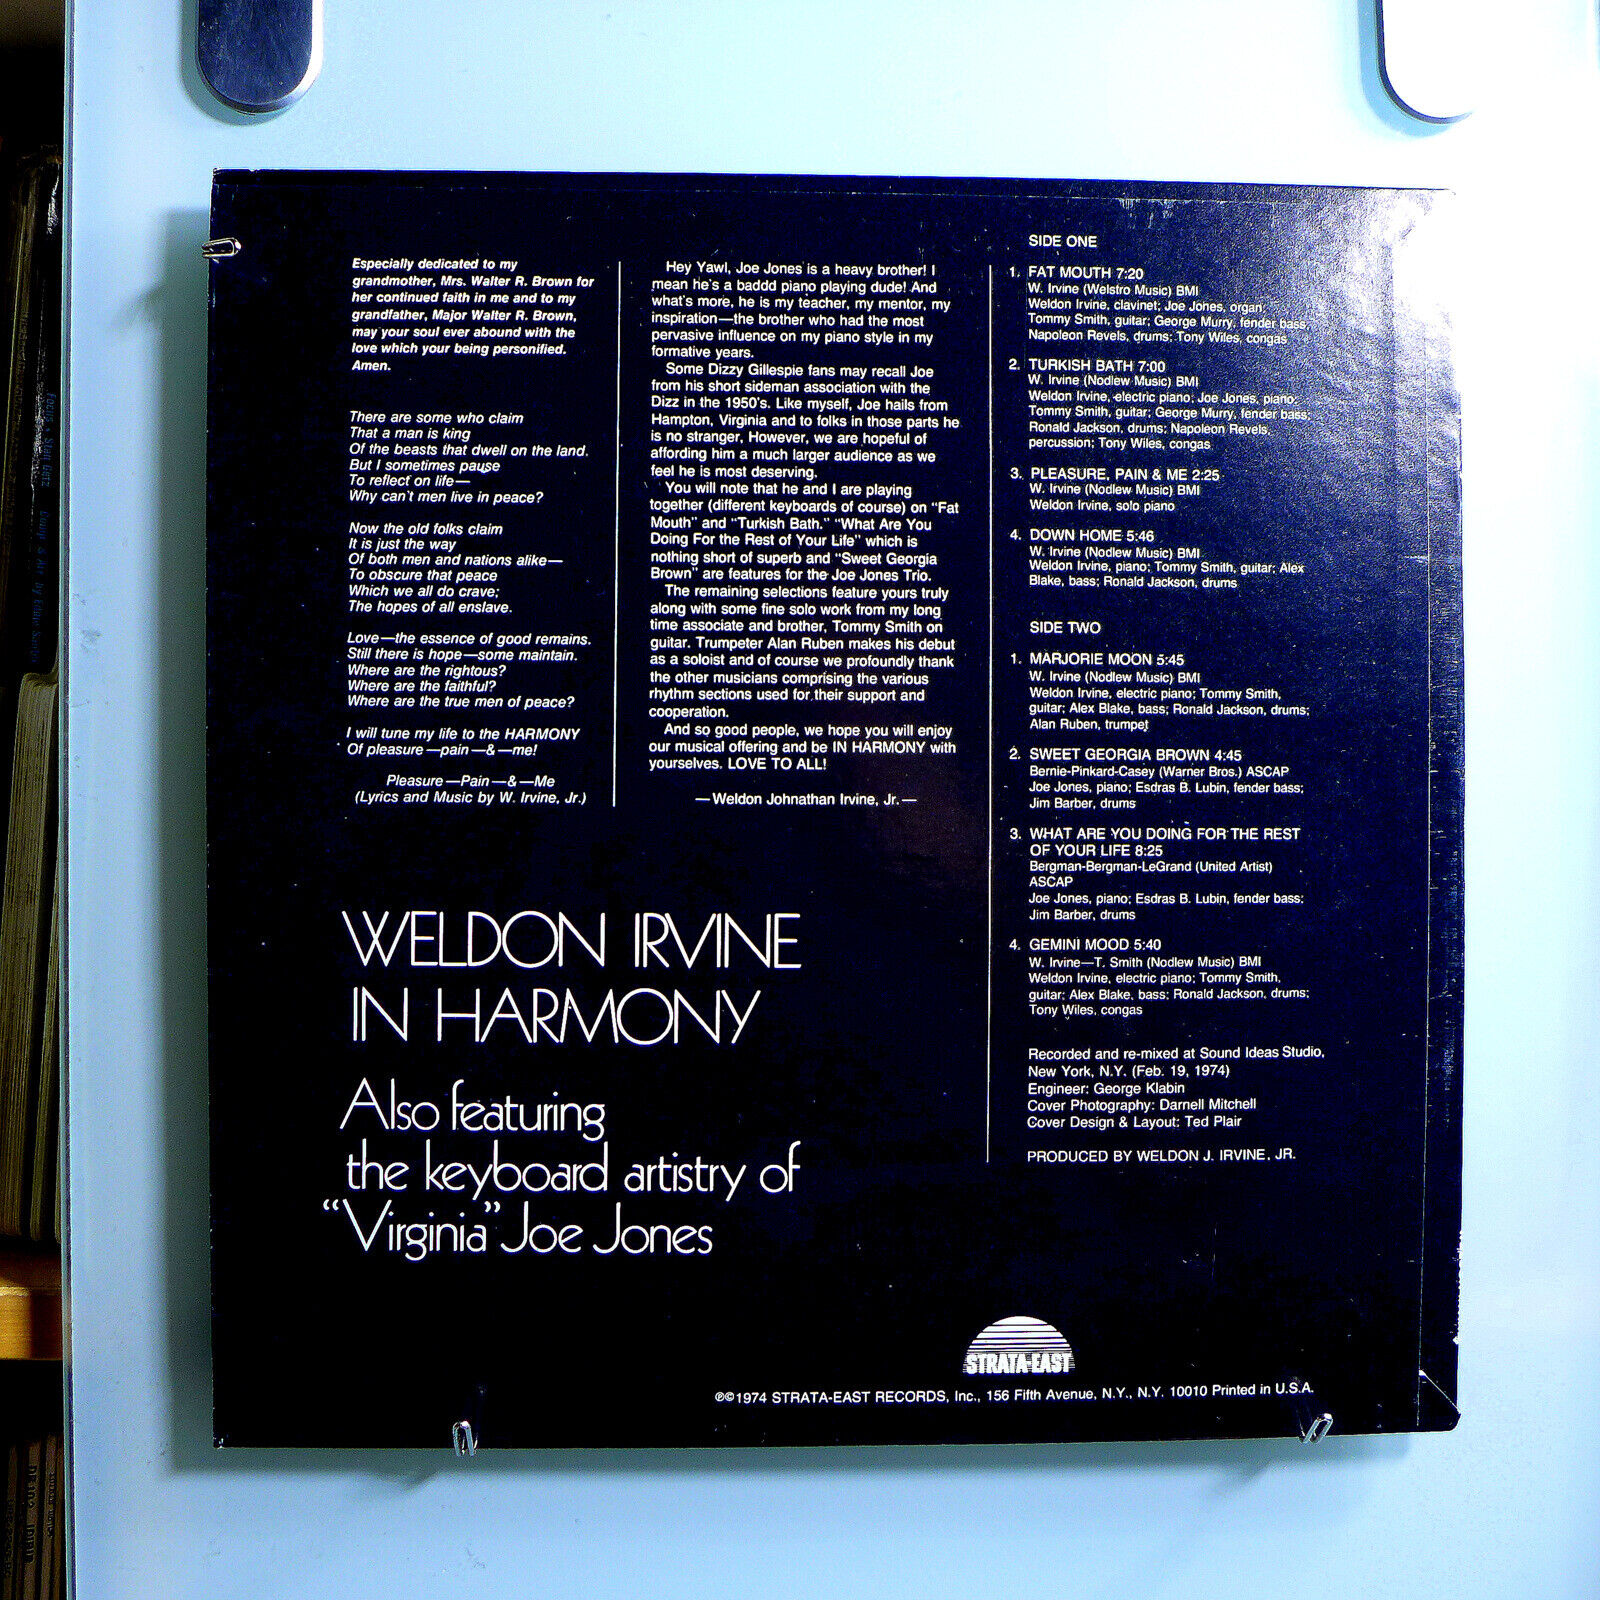 Especially dedicated to my
grandmother, Mrs. Walter R. Brown for
her continued faith in me and to my
grandfather, Major Walter R. Brown,
may your soul ever abound with the
love which your being personified.
Amen.
There are some who claim
That a man is king
Of the beasts that dwell on the land.
But I sometimes pause
To reflect on life—
Why can't men live in peace?
Now the old folks claim
It is just the way
Of both men and nations alike—
To obscure that peace
Which we all do crave;
The hopes of all enslave.
Love—the essence of good remains.
Still there is hope—some maintain.
Where are the rightous?
Where are the faithful?
Where are the true men of peace?
I will tune my life to the HARMONY
Of pleasure—pain—&—me!
Pleasure—Pain—&—Me
(Lyrics and Music by W. Irvine, Jr.)
Hey Yawl, Joe Jones is a heavy brother! I
mean he's a baddd piano playing dude! And
what's more, he is my teacher, my mentor, my
inspiration—the brother who had the most
pervasive influence on my piano style in my
formative years.
Some Dizzy Gillespie fans may recall Joe
from his short sideman association with the
Dizz in the 1950's. Like myself, Joe hails from
Hampton, Virginia and to folks in those parts he
is no stranger, However, we are hopeful of
affording him a much larger audience as we
feel he is most deserving.
You will note that he and I are playing
together (different keyboards of course) on "Fat
Mouth" and "Turkish Bath." "What Are You
Doing For the Rest of Your Life" which is
nothing short of superb and "Sweet Georgia
Brown" are features for the Joe Jones Trio.
The remaining selections feature yours truly
along with some fine solo work from my long
time associate and brother, Tommy Smith on
guitar. Trumpeter Alan Ruben makes his debut
as a soloist and of course we profoundly thank
the other musicians comprising the various
rhythm sections used for their support and
cooperation.
And so good people, we hope you will enjoy
our musical offering and be IN HARMONY with
yourselves. LOVE TO ALL!
—Weldon Johnathan Irvine, Jr.—
SIDE ONE
1. FAT MOUTH 7:20
W. Irvine (Welstro Music) BMI
Weldon Irvine, clavinet; Joe Jones, organ;
Tommy Smith, guitar; George Murry, fender bass;
Napoleon Revels, drums; Tony Wiles, congas
2. TURKISH BATH 7:00
W. Irvine (Nodlew Music) BMI
Weldon Irvine, electric piano; Joe Jones, piano;
Tommy Smith, guitar; George Murry, fender bass;
Ronald Jackson, drums; Napoleon Revels,
percussion; Tony Wiles, congas
3. PLEASURE, PAIN & ME 2:25
W. Irvine (Nodlew Music) BMI
Weldon Irvine, solo piano
4. DOWN HOME 5:46
W. Irvine (Nodlew Music) BMI
Weldon Irvine, piano; Tommy Smith, guitar; Alex
Blake, bass; Ronald Jackson, drums
SIDE TWO
1. MARJORIE MOON 5:45
W. Irvine (Nodlew Music) BMI
Weldon Irvine, electric piano; Tommy Smith,
guitar; Alex Blake, bass; Ronald Jackson, drums;
Alan Ruben, trumpet
2. SWEET GEORGIA BROWN 4:45
Bernie-Pinkard-Casey (Warner Bros.) ASCAP
Joe Jones, piano; Esdras B. Lubin, fender bass;
Jim Barber, drums
3. WHAT ARE YOU DOING FOR THE REST
OF YOUR LIFE 8:25
Bergman-Bergman-LeGrand (United Artist)
ASCAP
Joe Jones, piano; Esdras B. Lubin, fender bass;
Jim Barber, drums
4. GEMINI MOOD 5:40
W. Irvine—T. Smith (Nodlew Music) BMI
Weldon Irvine, electric piano; Tommy Smith,
guitar; Alex Blake, bass; Ronald Jackson, drums;
Tony Wiles, congas
Recorded and re-mixed at Sound Ideas Studio,
New York, N.Y. (Feb. 19, 1974)
Engineer: George Klabin
Cover Photography: Darnell Mitchell
Cover Design & Layout: Ted Plair
PRODUCED BY WELDON J. IRVINE, JR.
WELDON IRVINE
IN HARMONY
Also featuring
the keyboard artistry of
"Virginia" Joe Jones
STRATA-EAST
℗©1974 STRATA-EAST RECORDS, Inc., 156 Fifth Avenue, N.Y., N.Y. 10010 Printed in U.S.A.